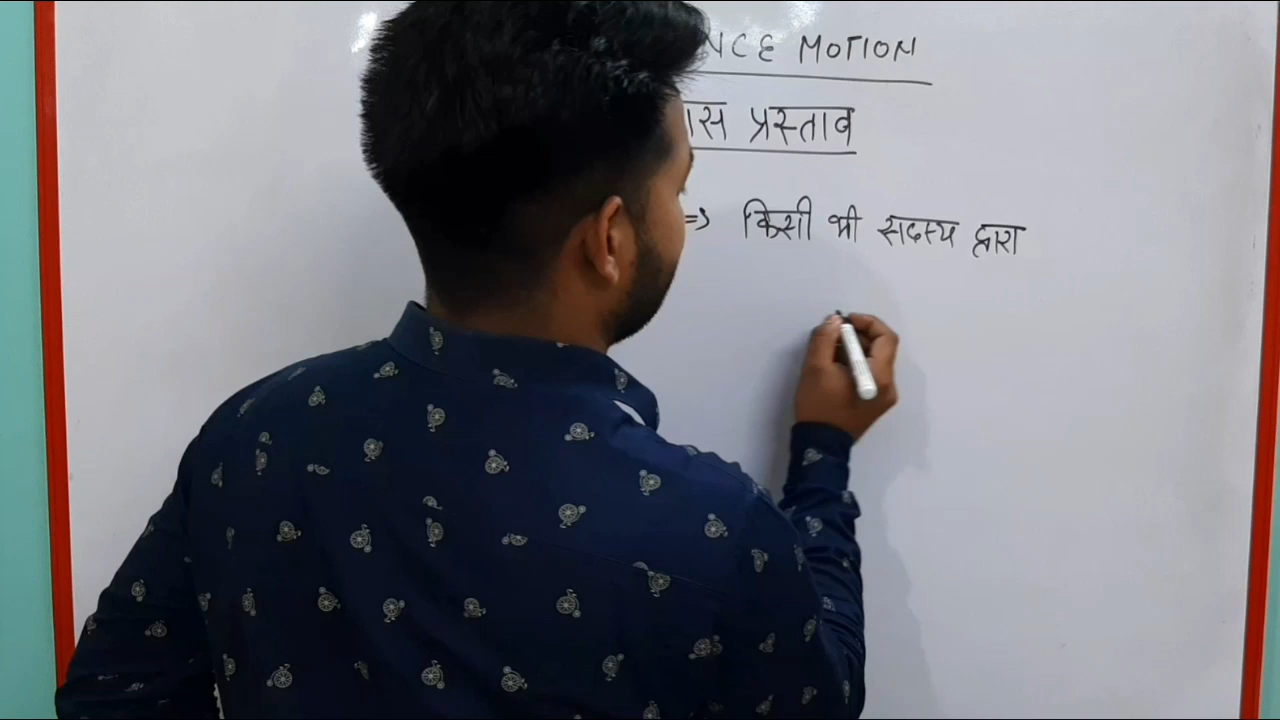 NCE MOTION
ास प्रस्ताव
=> किसी भी सदस्य द्वारा